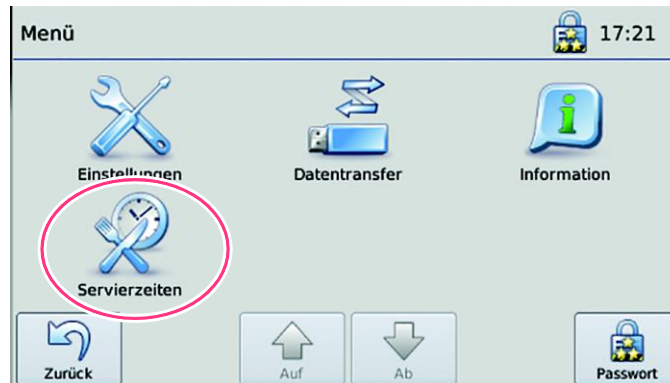 Menü
17:21
Einstellungen
Datentransfer
Information
Servierzeiten
Zurück
Auf
Ab
Passwort